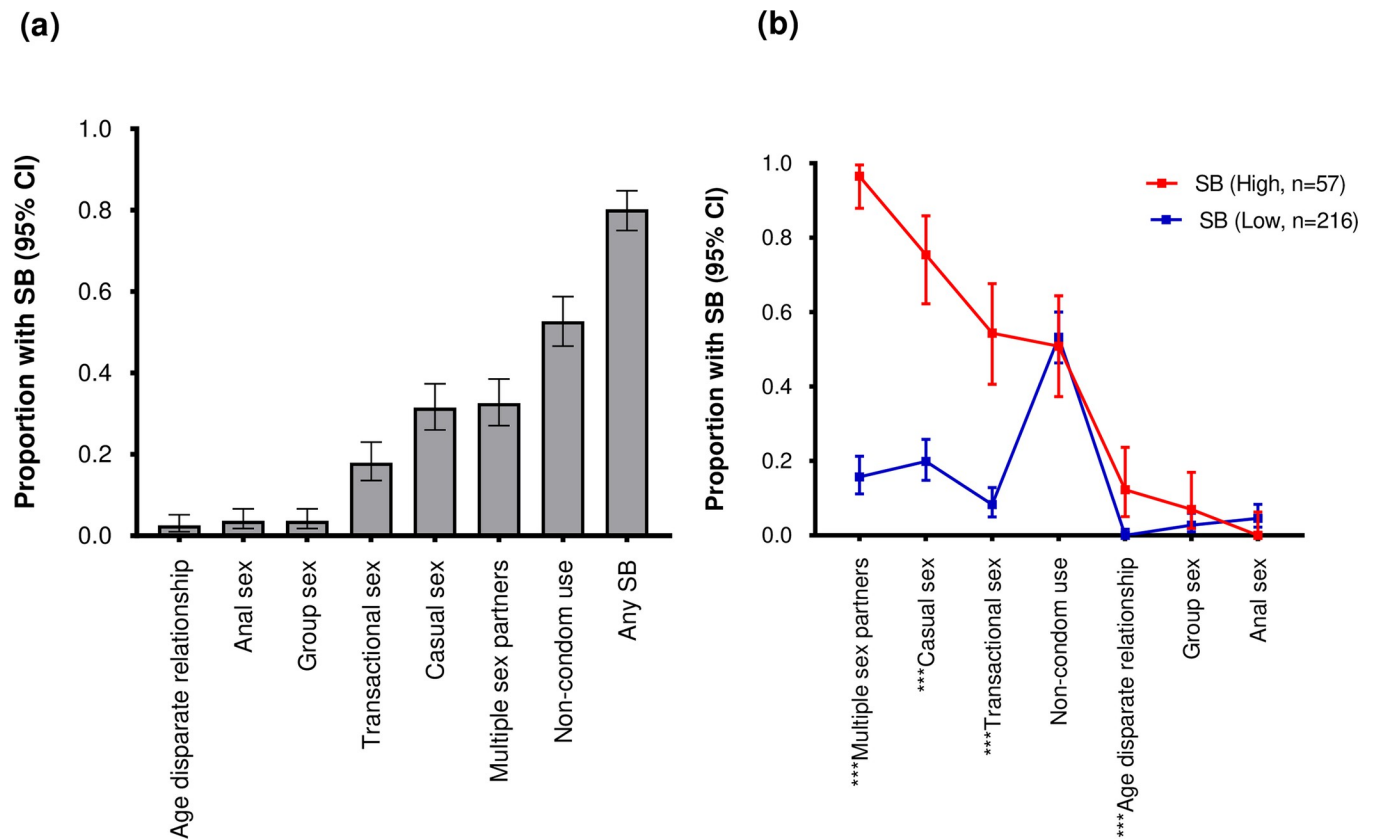 (a)
Proportion with SB (95% CI)
1.0
0.8
0.6
0.4
0.2
0.0
Age disparate relationship
Anal sex
Group sex
Transactional sex
Casual sex
Multiple sex partners
Non-condom use
Any SB
(b)
Proportion with SB (95% CI)
1.0
0.8
0.6
0.4
0.2
0.0
SB (High, n=57)
SB (Low, n=216)
***Multiple sex partners
***Casual sex
***Transactional sex
Non-condom use
***Age disparate relationship
Group sex
Anal sex